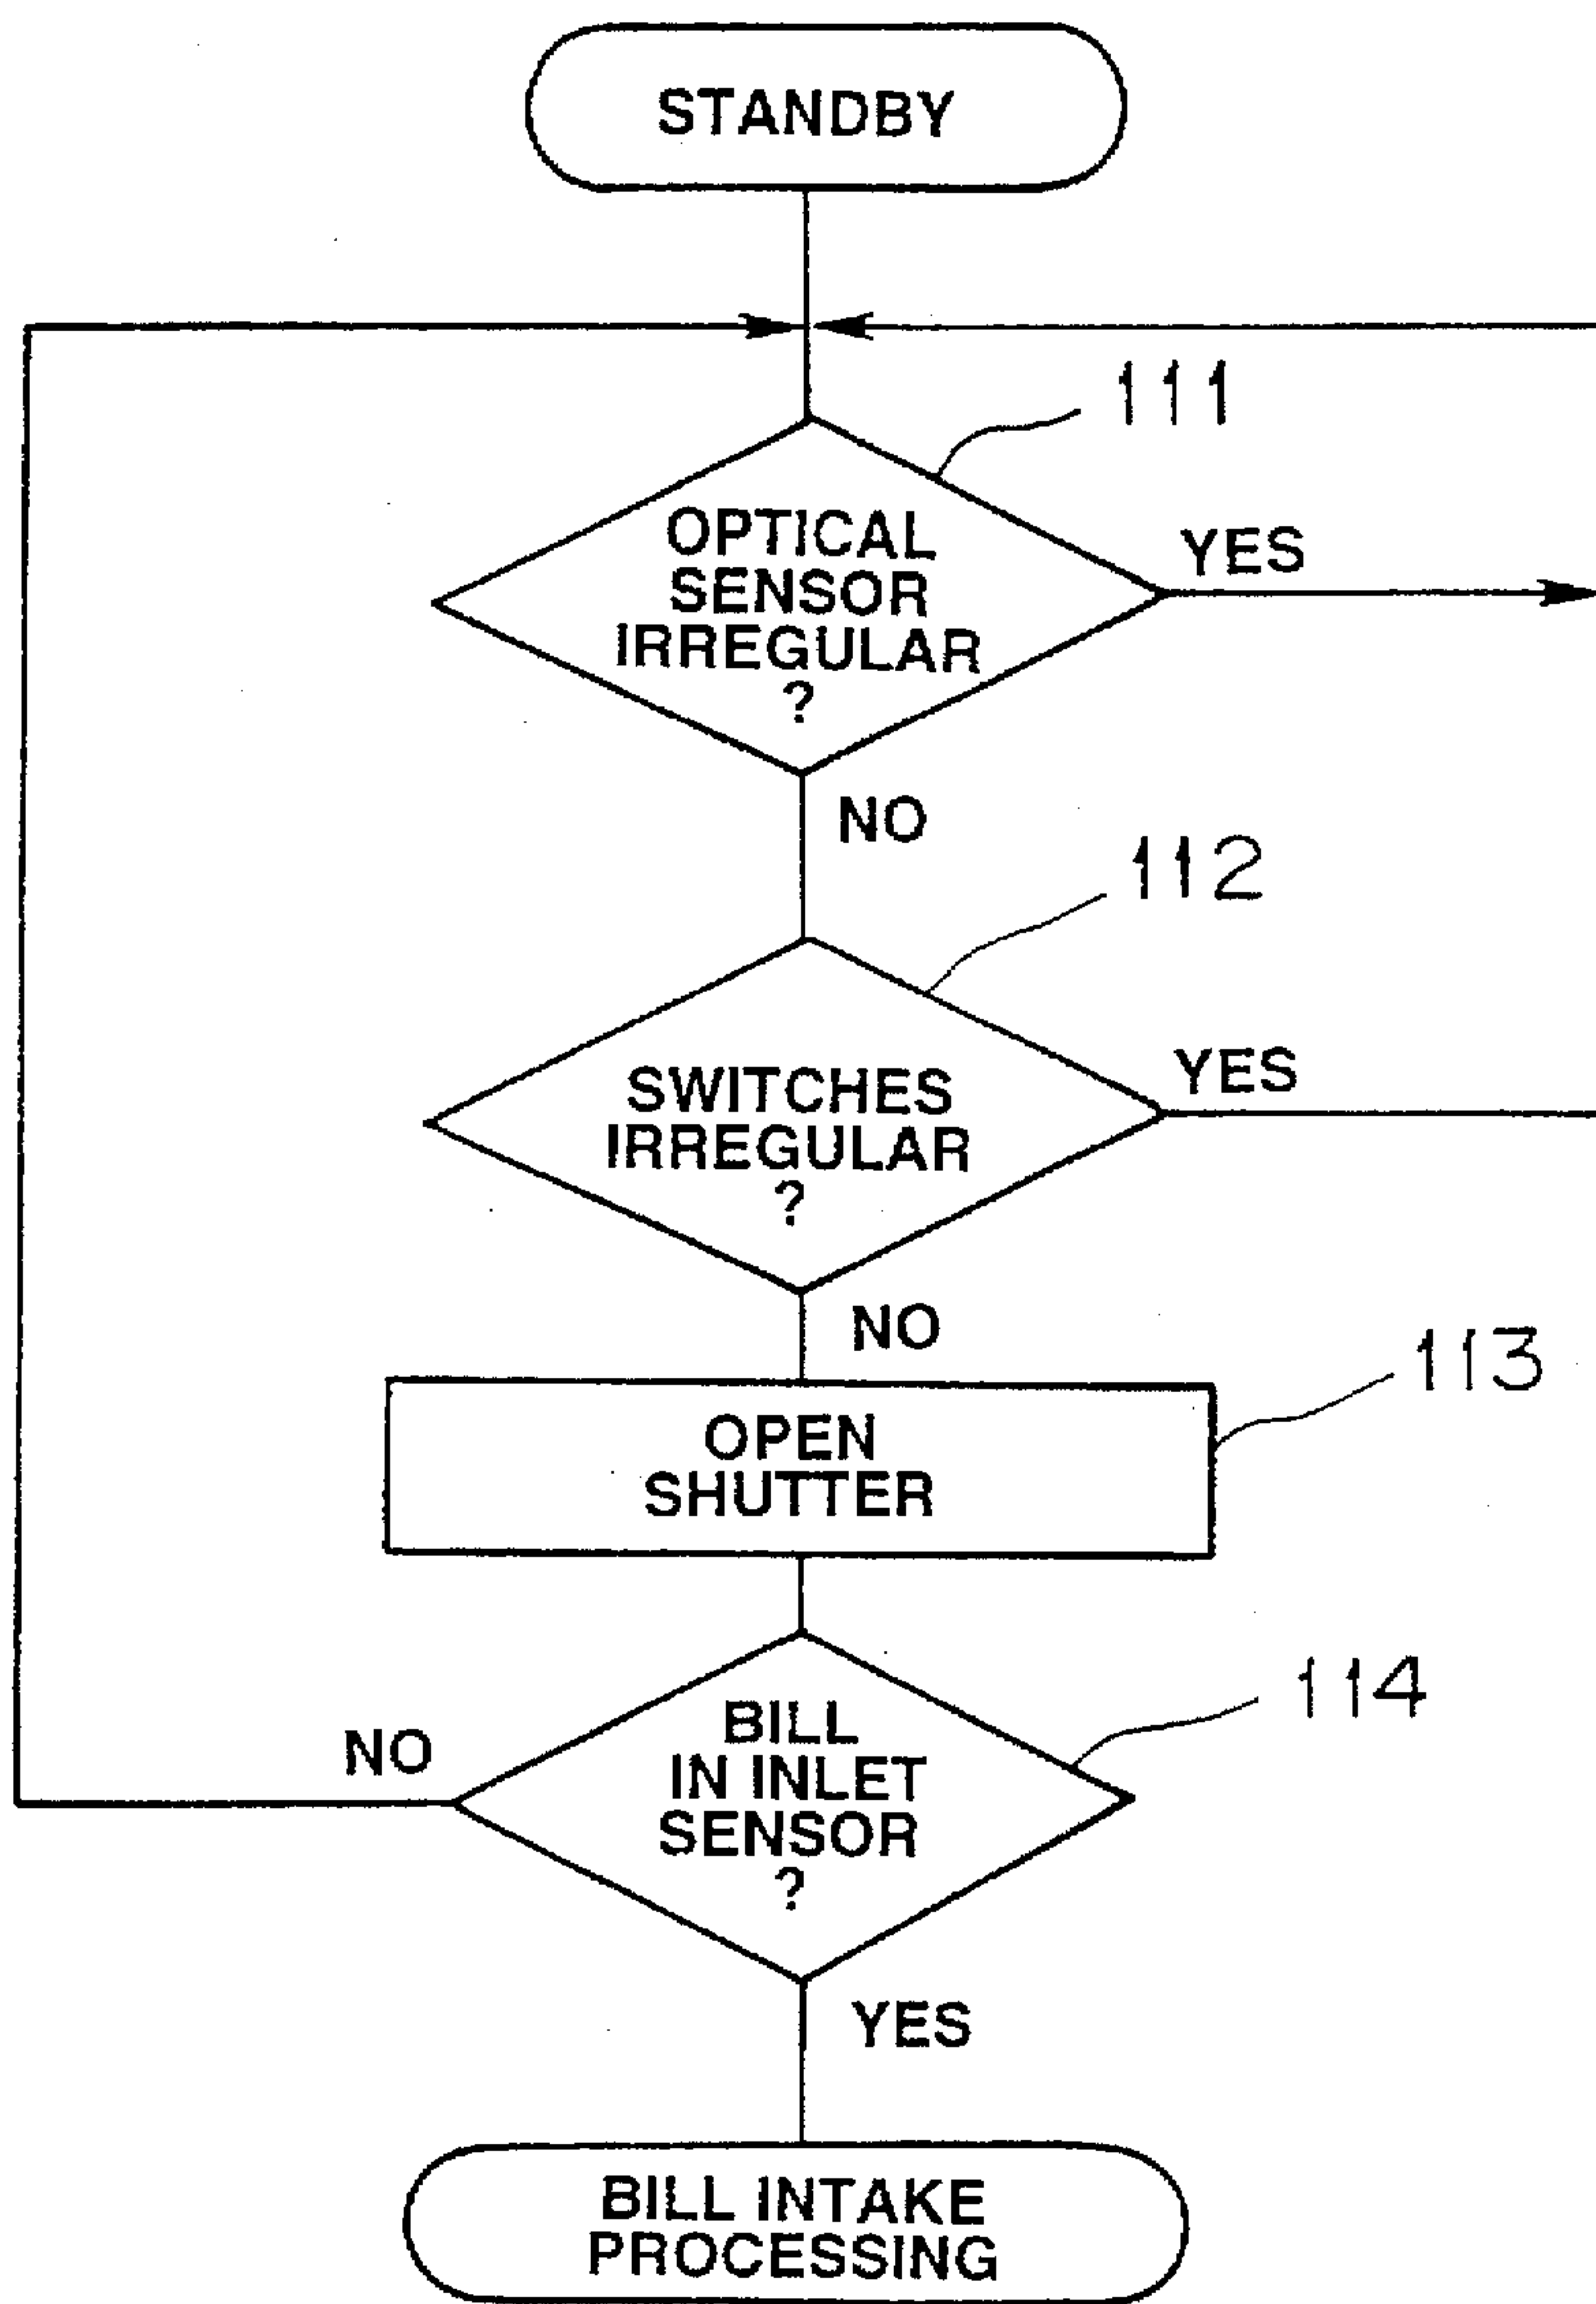 STANDBY
111
OPTICAL
SENSOR
IRREGULAR
?
YES
NO
112
SWITCHES
IRREGULAR
?
YES
NO
113
OPEN
SHUTTER
114
BILL
IN INLET
SENSOR
?
NO
YES
BILL INTAKE
PROCESSING